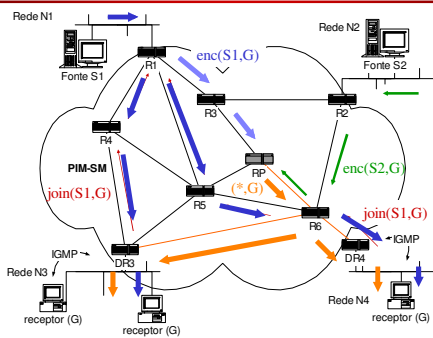 Rede N1
Rede N2
Fonte S1
R1
enc(S1,G)
Fonte S2
R3
R2
R4
PIM-SM
RP
enc(S2,G)
join(S1,G)
(*,G)
R5
R6
join(S1,G)
IGMP
DR3
DR4
IGMP
Rede N3
Rede N4
receptor (G)
receptor (G)
receptor (G)